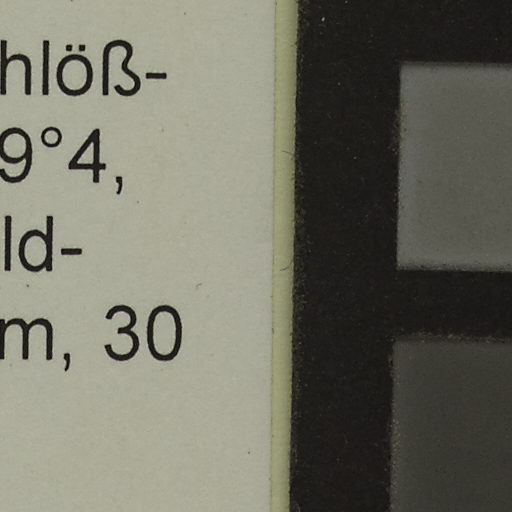 hlöß-
9°4,
ld-
m, 30